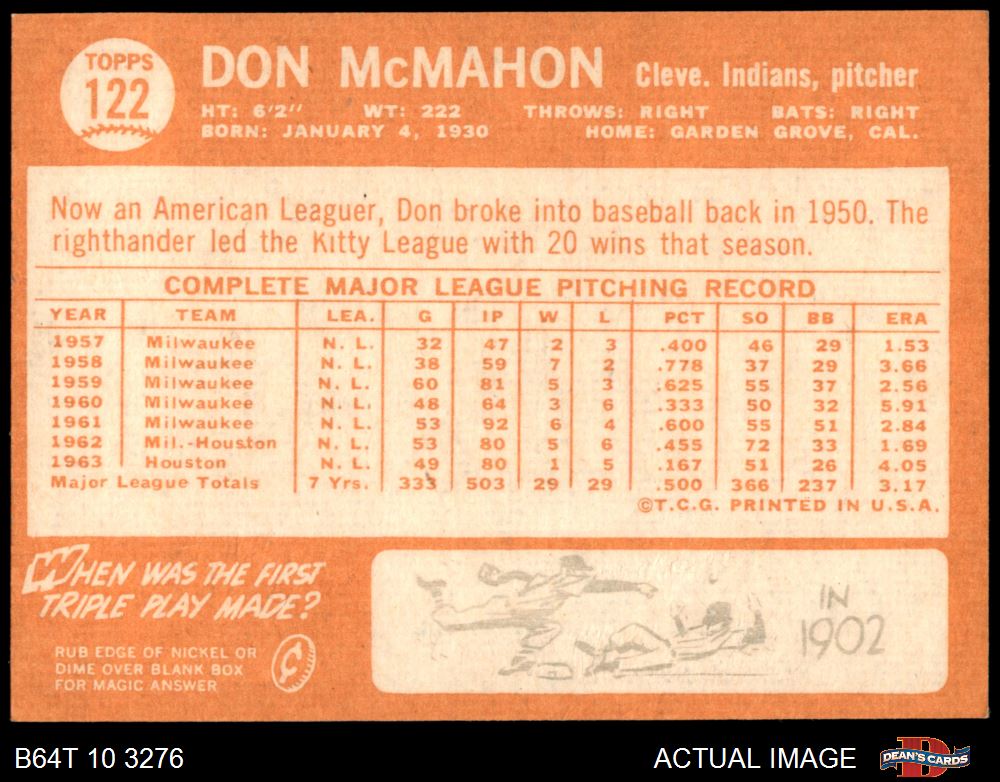 TOPPS
122
DON McMAHON Cleve. Indians, pitcher
HT: 6'2" WT: 222 THROWS: RIGHT BATS: RIGHT
BORN: JANUARY 4, 1930 HOME: GARDEN GROVE, CAL.
Now an American Leaguer, Don broke into baseball back in 1950. The
righthander led the Kitty League with 20 wins that season.
COMPLETE MAJOR LEAGUE PITCHING RECORD
YEAR TEAM LEA. G IP W L PCT SO BB ERA
1957 Milwaukee N. L. 32 47 2 3 .400 46 29 1.53
1958 Milwaukee N. L. 38 59 7 2 .778 37 29 3.66
1959 Milwaukee N. L. 60 81 5 3 .625 55 37 2.56
1960 Milwaukee N. L. 48 64 3 6 .333 50 32 5.91
1961 Milwaukee N. L. 53 92 6 4 .600 55 51 2.84
1962 Mil.-Houston N. L. 53 80 5 6 .455 72 33 1.69
1963 Houston N. L. 49 80 1 5 .167 51 26 4.05
Major League Totals 7 Yrs. 333 503 29 29 .500 366 237 3.17
©T.C.G. PRINTED IN U.S.A.
WHEN WAS THE FIRST
TRIPLE PLAY MADE?
RUB EDGE OF NICKEL OR
DIME OVER BLANK BOX
FOR MAGIC ANSWER
¢
IN
1902
B64T 10 3276 ACTUAL IMAGE
DEAN'S CARDS